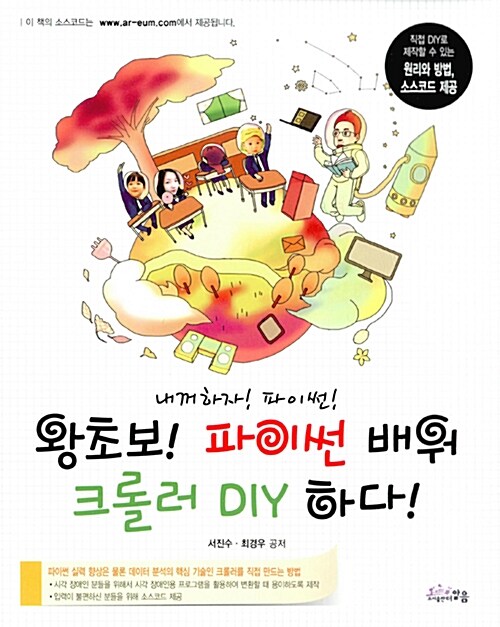 | 이 책의 소스코드는 www.ar-eum.com에서 제공됩니다.
직접 DIY로
제작할 수 있는
원리와 방법,
소스코드 제공
내꺼하자! 파이썬!
왕초보! 파이썬 배워
크롤러 DIY 하다!
서진수 · 최경우 공저
파이썬 실력 향상은 물론 데이터 분석의 핵심 기술인 크롤러를 직접 만드는 방법
• 시각 장애인 분들을 위해서 시각 장애인용 프로그램을 활용하여 변환할 때 용이하도록 제작
• 입력이 불편하신 분들을 위해 소스코드 제공